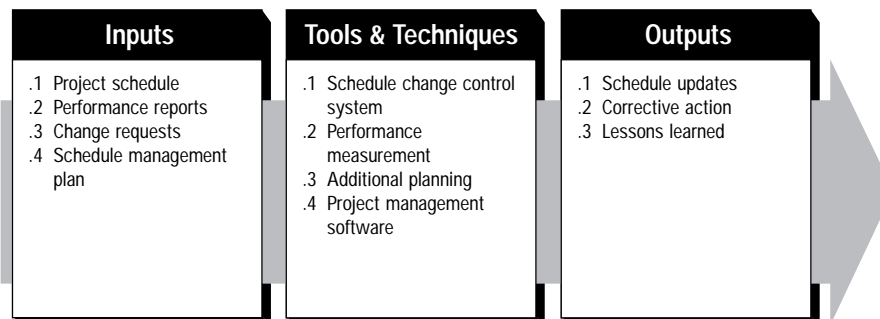 Inputs
.1 Project schedule
.2 Performance reports
.3 Change requests
.4 Schedule management
plan
Tools & Techniques
.1 Schedule change control
system
.2 Performance
measurement
.3 Additional planning
.4 Project management
software
Outputs
.1 Schedule updates
.2 Corrective action
.3 Lessons learned